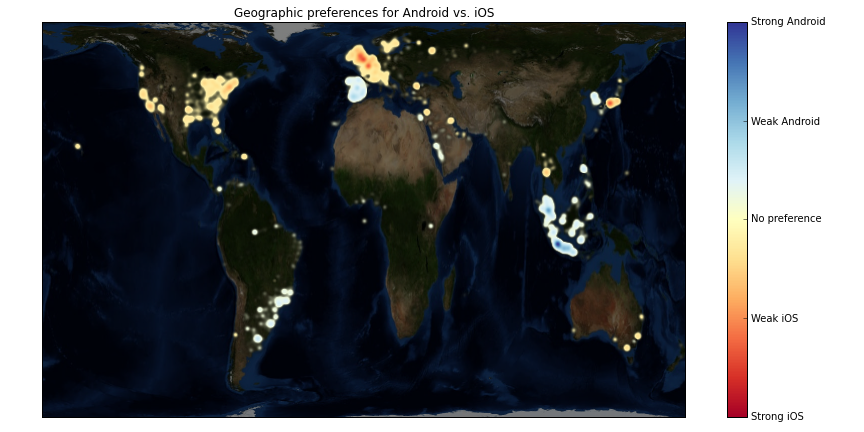 Geographic preferences for Android vs. iOS
Strong Android
Weak Android
No preference
Weak iOS
Strong iOS